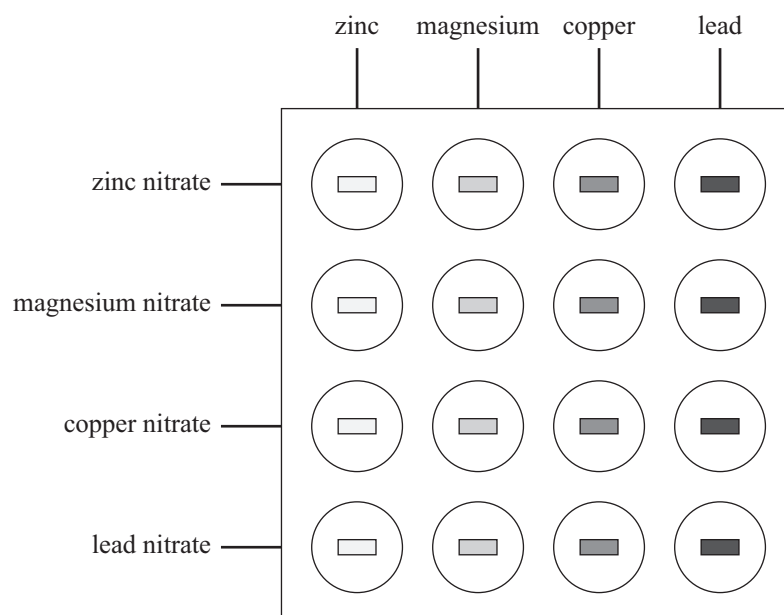 zinc magnesium copper lead
zinc nitrate
magnesium nitrate
copper nitrate
lead nitrate